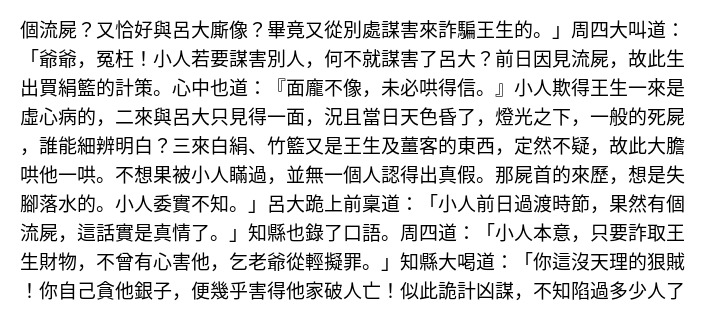 個流屍？又恰好與呂大廝像？畢竟又從別處謀害來詐騙王生的。」周四大叫道：
「爺爺，冤枉！小人若要謀害別人，何不就謀害了呂大？前日因見流屍，故此生
出買絹籃的計策。心中也道：『面龐不像，未必哄得信。』小人欺得王生一來是
虛心病的，二來與呂大只見得一面，況且當日天色昏了，燈光之下，一般的死屍
，誰能細辨明白？三來白絹、竹籃又是王生及薑客的東西，定然不疑，故此大膽
哄他一哄。不想果被小人瞞過，並無一個人認得出真假。那屍首的來歷，想是失
腳落水的。小人委實不知。」呂大跪上前稟道：「小人前日過渡時節，果然有個
流屍，這話實是真情了。」知縣也錄了口語。周四道：「小人本意，只要詐取王
生財物，不曾有心害他，乞老爺從輕擬罪。」知縣大喝道：「你這沒天理的狠賊
！你自己貪他銀子，便幾乎害得他家破人亡！似此詭計凶謀，不知陷過多少人了